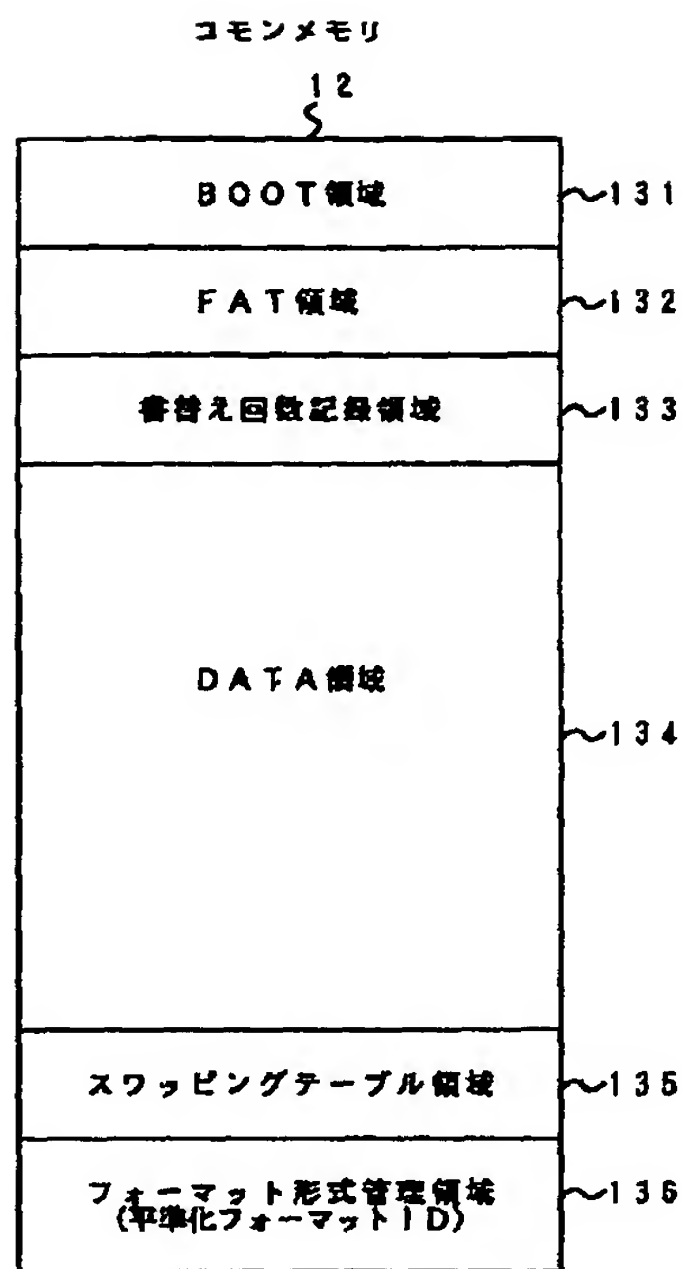 コモンメモリ
12
BOOT領域
131
FAT領域
132
書替え回数記録領域
133
DATA領域
134
スワッピングテーブル領域
135
フォーマット形式管理領域
(平準化フォーマットID)
136